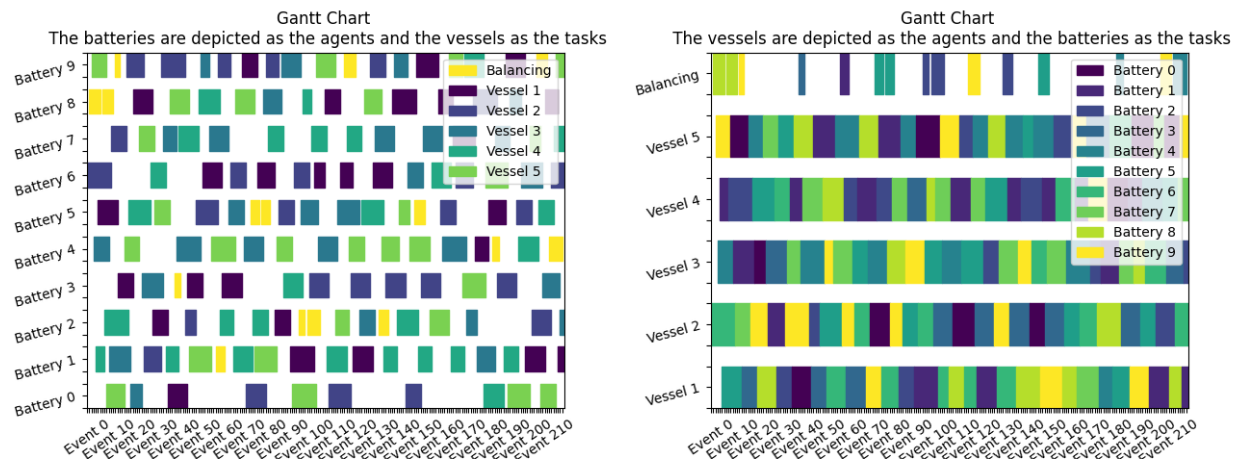 Gantt Chart
The batteries are depicted as the agents and the vessels as the tasks
Battery 9
Battery 8
Battery 7
Battery 6
Battery 5
Battery 4
Battery 3
Battery 2
Battery 1
Battery 0
Balancing
Vessel 1
Vessel 2
Vessel 3
Vessel 4
Vessel 5
Event 0
Event 10
Event 20
Event 30
Event 40
Event 50
Event 60
Event 70
Event 80
Event 90
Event 100
Event 110
Event 120
Event 130
Event 140
Event 150
Event 160
Event 170
Event 180
Event 190
Event 200
Event 210
Gantt Chart
The vessels are depicted as the agents and the batteries as the tasks
Balancing
Vessel 5
Vessel 4
Vessel 3
Vessel 2
Vessel 1
Battery 0
Battery 1
Battery 2
Battery 3
Battery 4
Battery 5
Battery 6
Battery 7
Battery 8
Battery 9
Event 0
Event 10
Event 20
Event 30
Event 40
Event 50
Event 60
Event 70
Event 80
Event 90
Event 100
Event 110
Event 120
Event 130
Event 140
Event 150
Event 160
Event 170
Event 180
Event 190
Event 200
Event 210